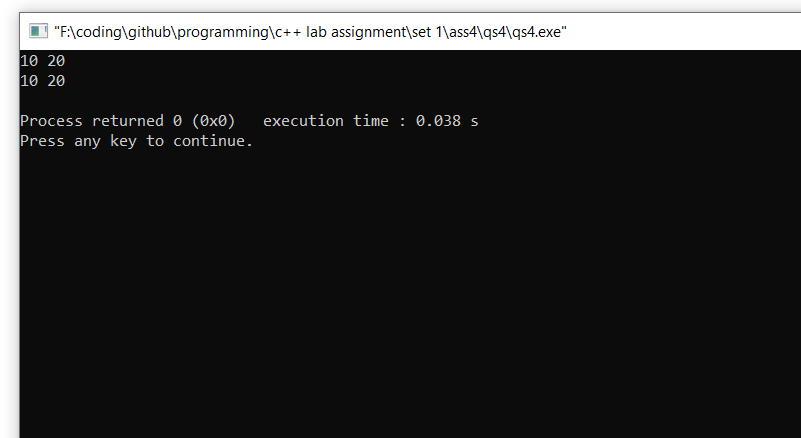 "F:\coding\github\programming\c++ lab assignment\set 1\ass4\qs4\qs4.exe"
10 20
10 20
Process returned 0 (0x0)   execution time : 0.038 s
Press any key to continue.